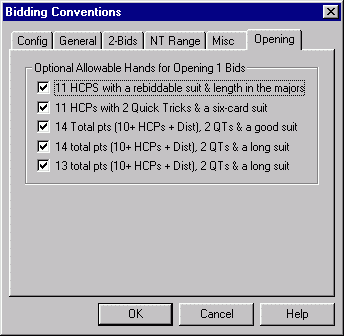 Bidding Conventions
Config General 2-Bids NT Range Misc Opening
Optional Allowable Hands for Opening 1 Bids
11 HCPS with a rebiddable suit & length in the majors
11 HCPs with 2 Quick Tricks & a six-card suit
14 Total pts (10+ HCPs + Dist), 2 QTs & a good suit
14 total pts (10+ HCPs + Dist), 2 QTs & a long suit
13 total pts (10+ HCPs + Dist), 2 QTs & a long suit
OK Cancel Help